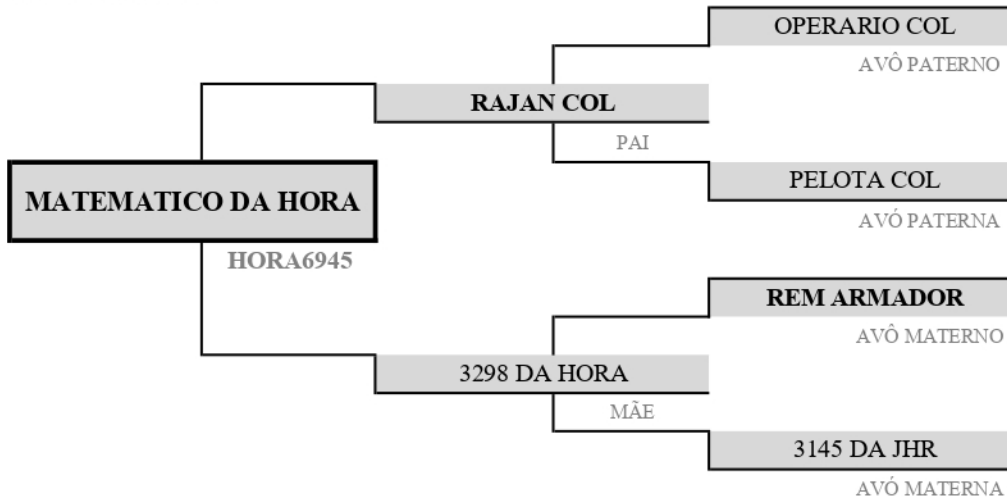 OPERARIO COL
AVÔ PATERNO
RAJAN COL
PAI
PELOTA COL
AVÓ PATERNA
MATEMATICO DA HORA
HORA6945
REM ARMADOR
AVÔ MATERNO
3298 DA HORA
MÃE
3145 DA JHR
AVÓ MATERNA